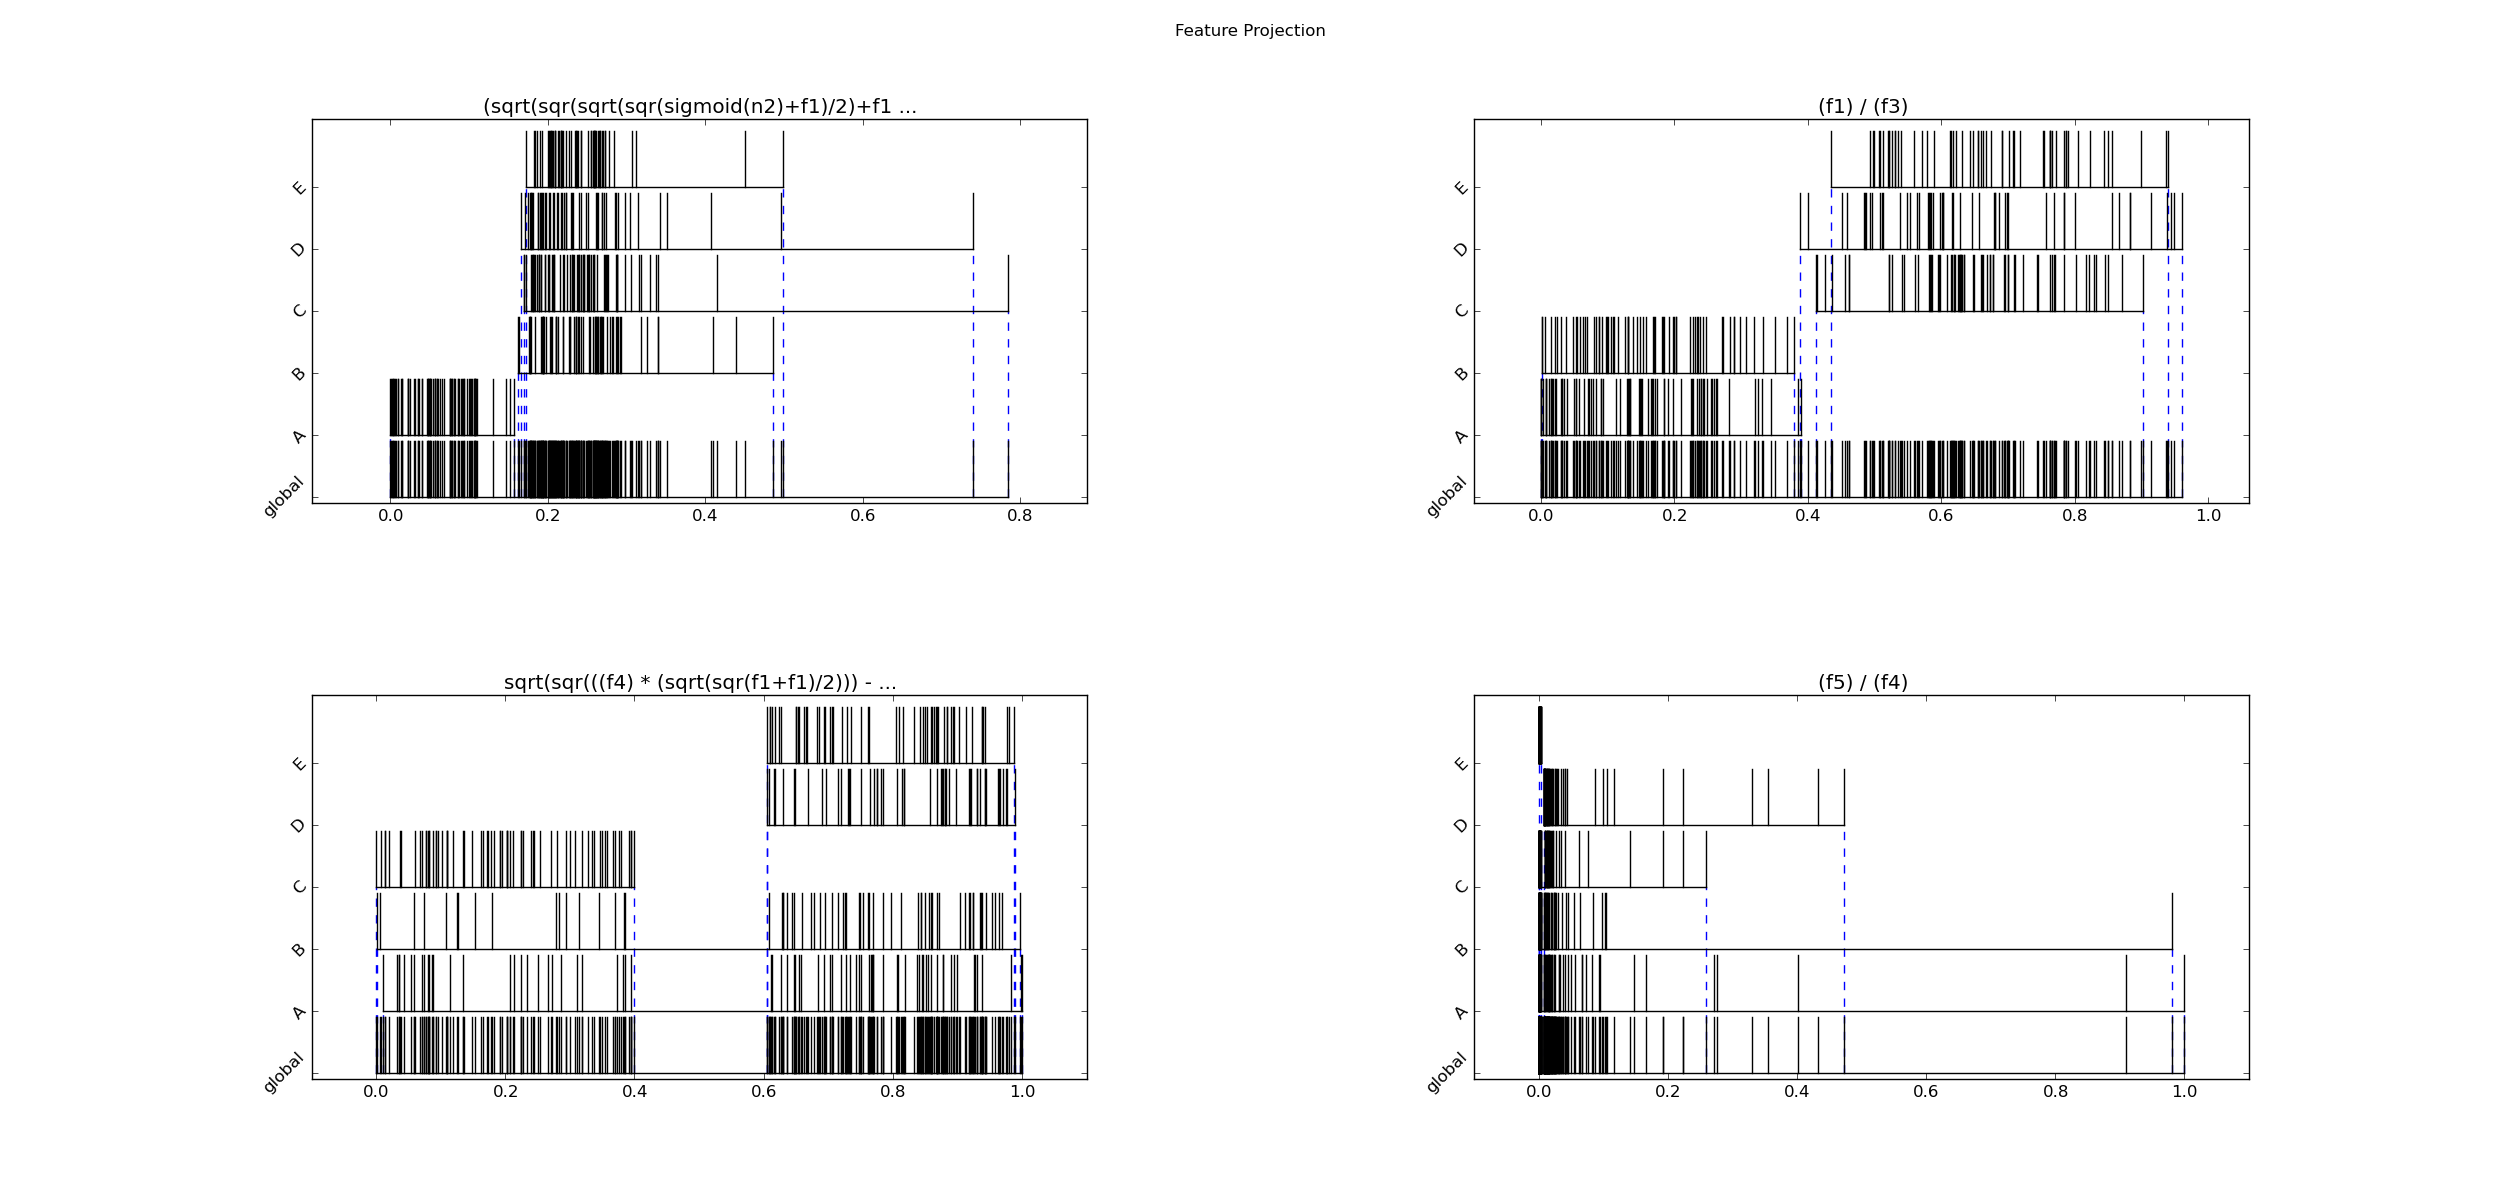 Feature Projection
(sqrt(sqr(sqrt(sqr(sigmoid(n2)+f1)/2)+f1 ...
E
D
C
B
A
global
0.0 0.2 0.4 0.6 0.8
(f1) / (f3)
E
D
C
B
A
global
0.0 0.2 0.4 0.6 0.8 1.0
sqrt(sqr(((f4) * (sqrt(sqr(f1+f1)/2))) - ...
E
D
C
B
A
global
0.0 0.2 0.4 0.6 0.8 1.0
(f5) / (f4)
E
D
C
B
A
global
0.0 0.2 0.4 0.6 0.8 1.0